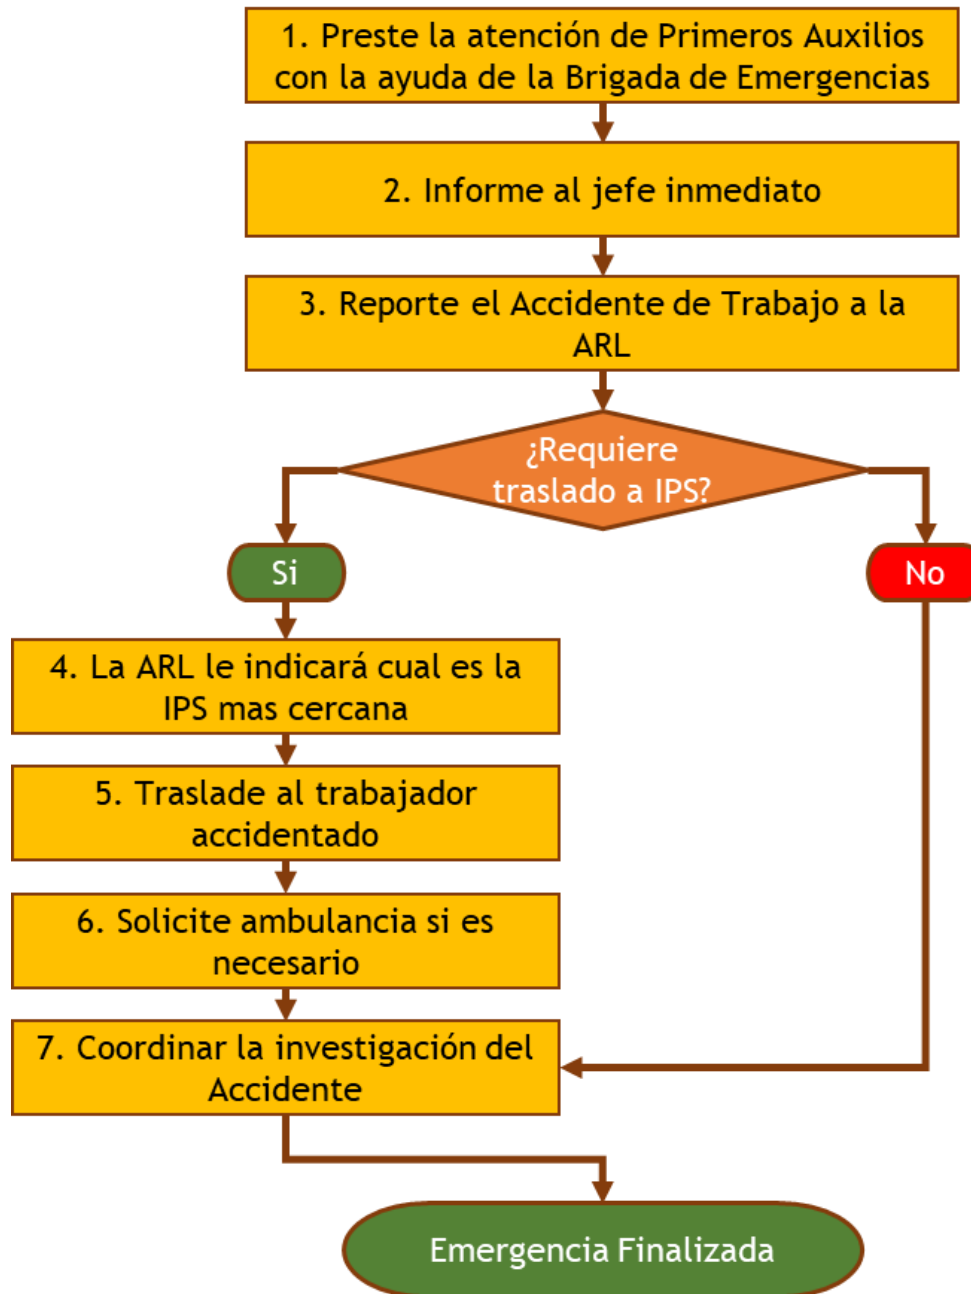 1. Preste la atención de Primeros Auxilios
con la ayuda de la Brigada de Emergencias
2. Informe al jefe inmediato
3. Reporte el Accidente de Trabajo a la
ARL
¿Requiere
traslado a IPS?
Si
No
4. La ARL le indicará cual es la
IPS mas cercana
5. Traslade al trabajador
accidentado
6. Solicite ambulancia si es
necesario
7. Coordinar la investigación del
Accidente
Emergencia Finalizada